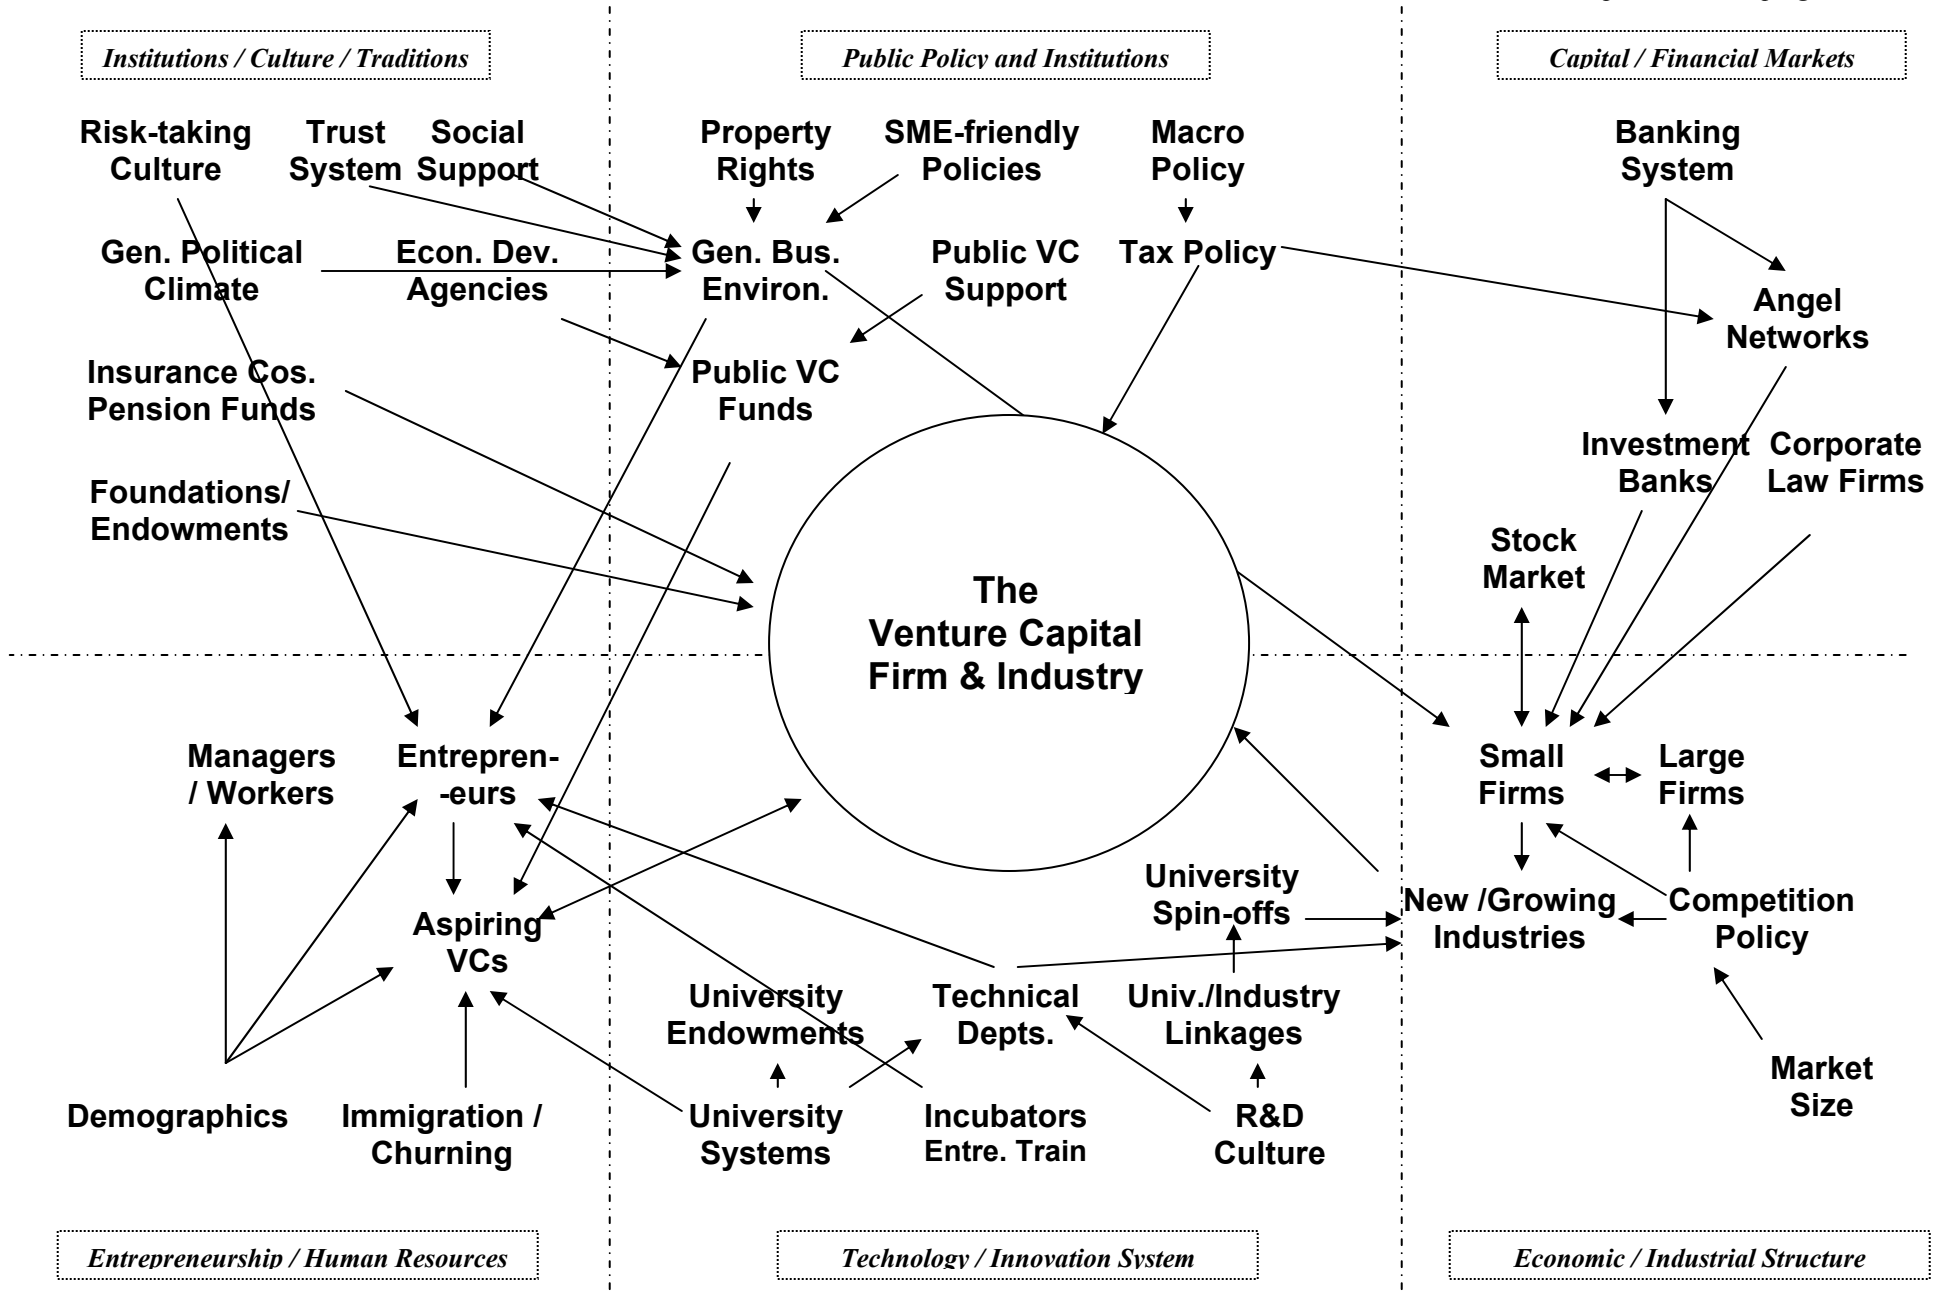 Institutions / Culture / Traditions
Public Policy and Institutions
Capital / Financial Markets
Risk-taking
Culture
Trust
System
Social
Support
Property
Rights
SME-friendly
Policies
Macro
Policy
Banking
System
Gen. Political
Climate
Econ. Dev.
Agencies
Gen. Bus.
Environ.
Public VC
Support
Tax Policy
Angel
Networks
Insurance Cos.
Pension Funds
Public VC
Funds
Investment
Banks
Corporate
Law Firms
Foundations/
Endowments
Stock
Market
The
Venture Capital
Firm & Industry
Managers
/ Workers
Entrepren-
-eurs
Small
Firms
Large
Firms
Aspiring
VCs
University
Spin-offs
New /Growing
Industries
Competition
Policy
University
Endowments
Technical
Depts.
Univ./Industry
Linkages
Market
Size
Demographics
Immigration /
Churning
University
Systems
Incubators
Entre. Train
R&D
Culture
Entrepreneurship / Human Resources
Technology / Innovation System
Economic / Industrial Structure